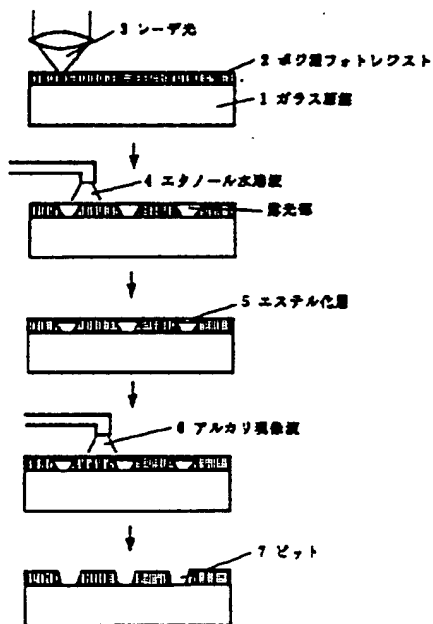 3 レーザ光
2 ポジ型フォトレジスト
1 ガラス原盤
4 エタノール水溶液
露光部
5 エステル化層
6 アルカリ現像液
7 ピット